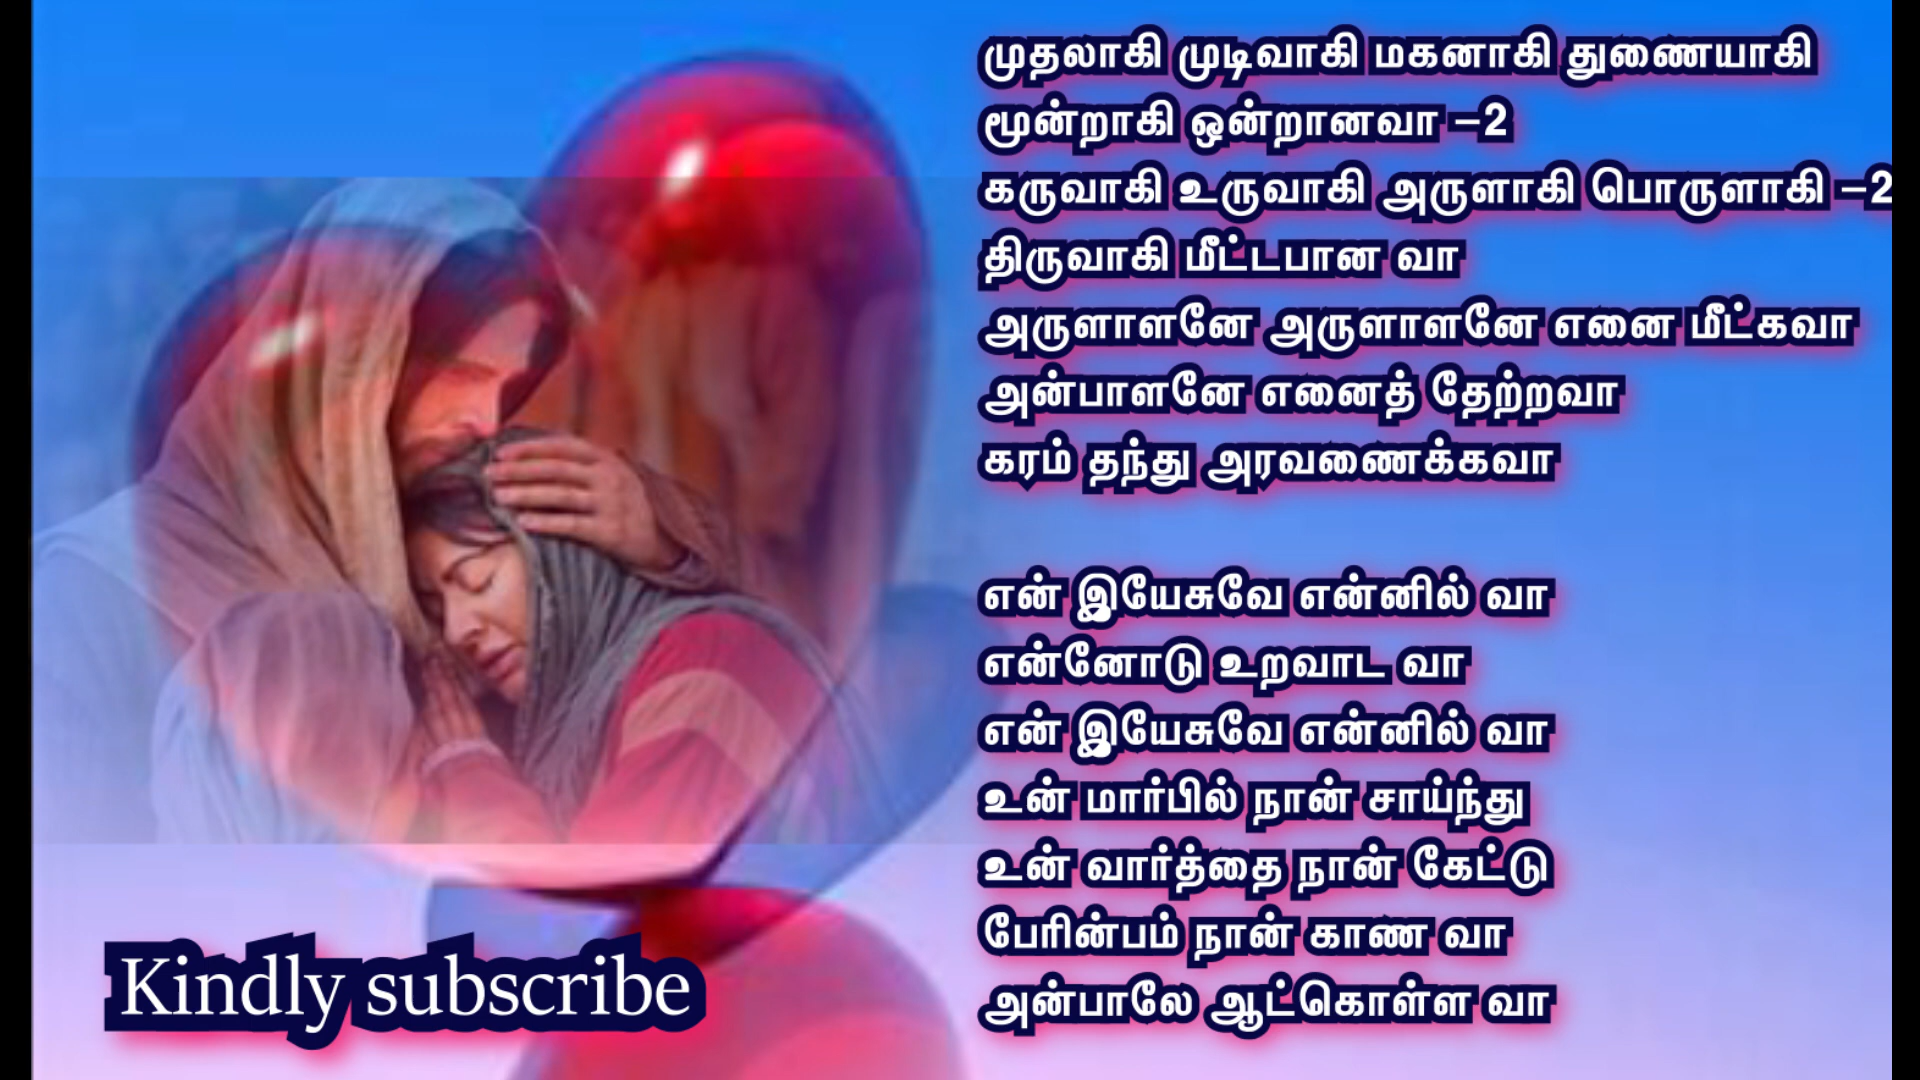 முதலாகி முடிவாகி மகனாகி துணையாகி
மூன்றாகி ஒன்றானவா –2
கருவாகி உருவாகி அருளாகி பொருளாகி –2
திருவாகி மீட்டபான வா
அருளாளனே அருளாளனே எனை மீட்கவா
அன்பாளனே எனைத் தேற்றவா
கரம் தந்து அரவணைக்கவா
என் இயேசுவே என்னில் வா
என்னோடு உறவாட வா
என் இயேசுவே என்னில் வா
உன் மார்பில் நான் சாய்ந்து
உன் வார்த்தை நான் கேட்டு
பேரின்பம் நான் காண வா
அன்பாலே ஆட்கொள்ள வா
Kindly subscribe